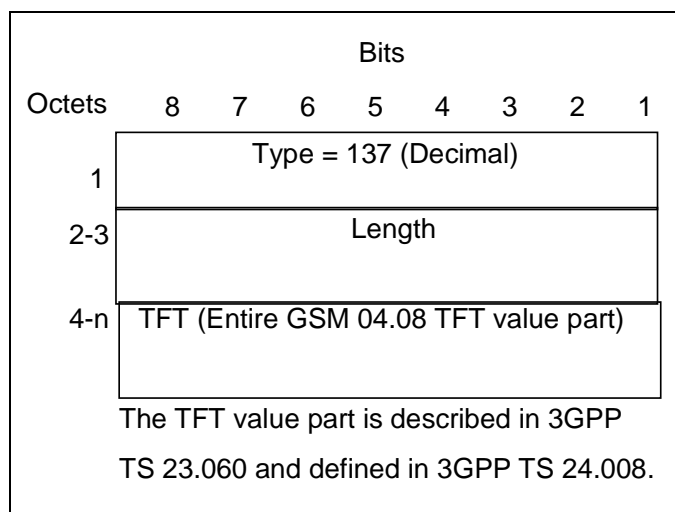 Bits
Octets 8 7 6 5 4 3 2 1
1 Type = 137 (Decimal)
2-3 Length
4-n TFT (Entire GSM 04.08 TFT value part)
The TFT value part is described in 3GPP
TS 23.060 and defined in 3GPP TS 24.008.